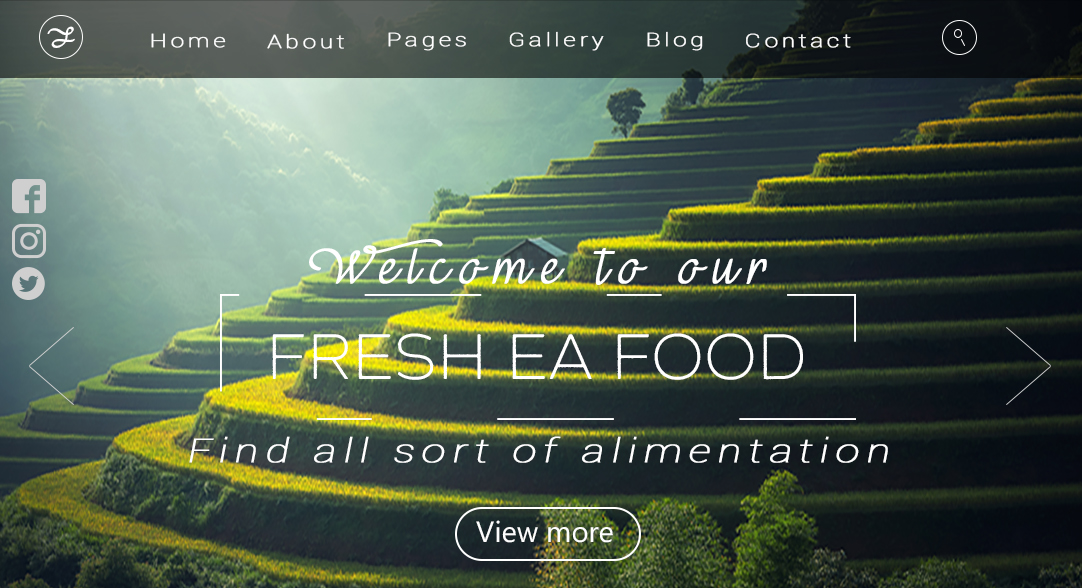 Home About Pages Gallery Blog Contact
Welcome to our
FRESH EA FOOD
Find all sort of alimentation
View more